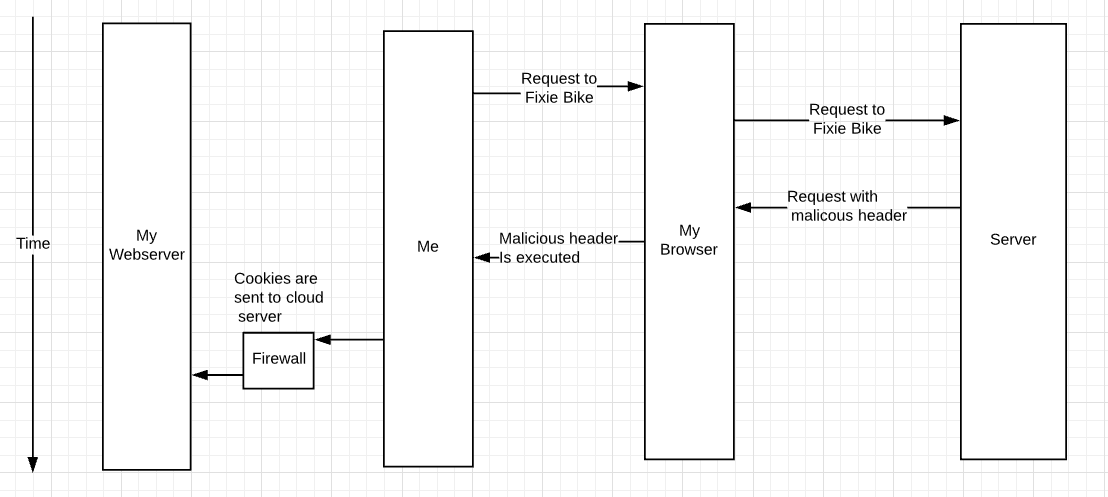 Request to
Fixie Bike
Request to
Fixie Bike
Request with
malicous header
Time
My
Webserver
Me
Malicious header
Is executed
My
Browser
Server
Cookies are
sent to cloud
server
Firewall